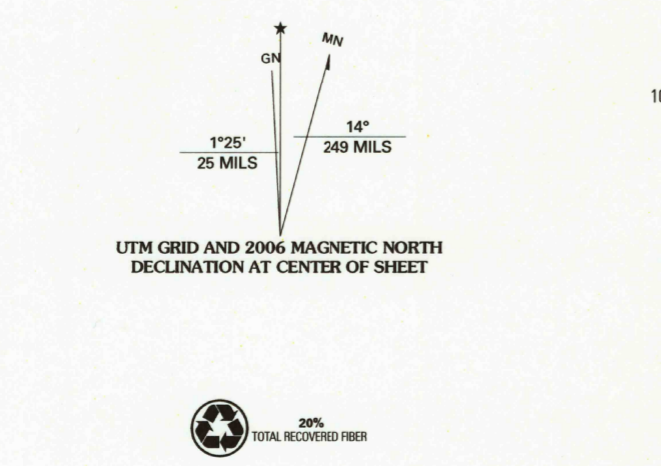 MN
GN
1°25'
25 MILS
14°
249 MILS
UTM GRID AND 2006 MAGNETIC NORTH
DECLINATION AT CENTER OF SHEET
20%
TOTAL RECOVERED FIBER